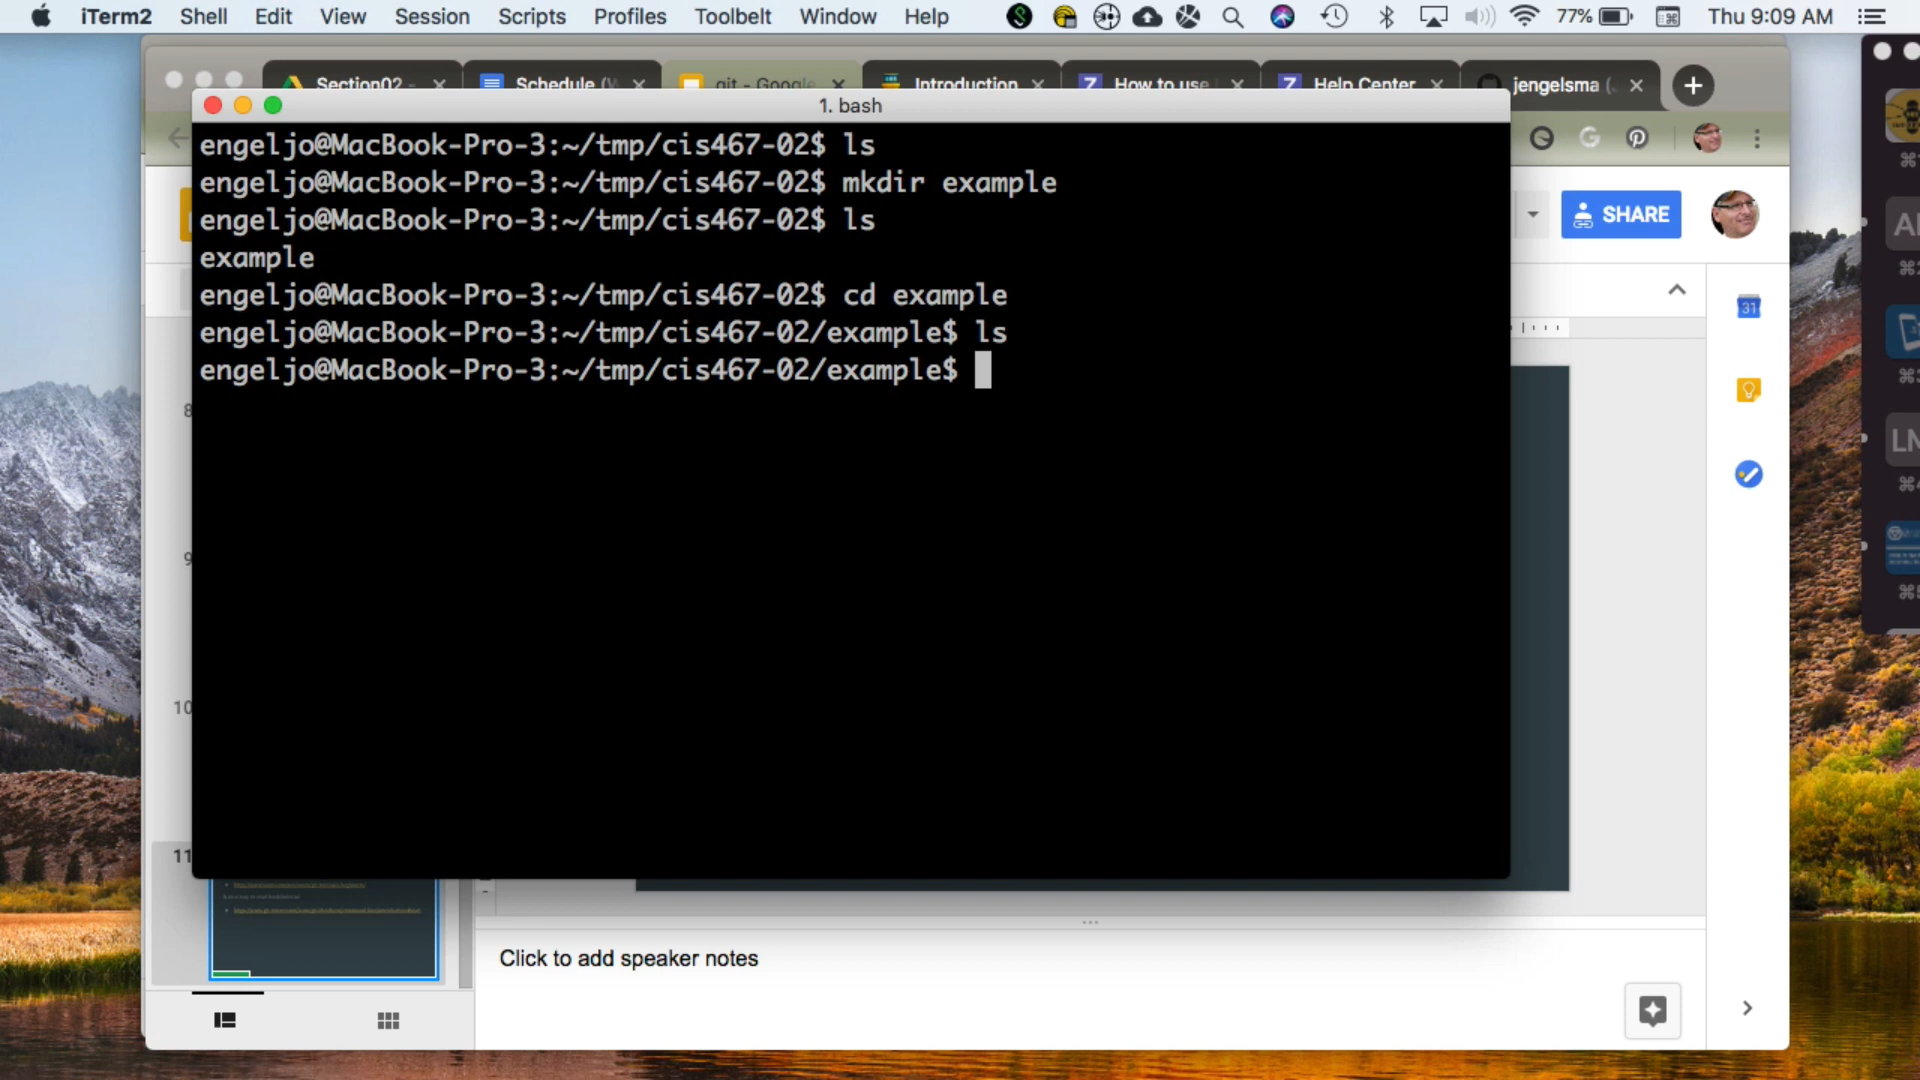 iTerm2 Shell Edit View Session Scripts Profiles Toolbelt Window Help 77% Thu 9:09 AM
Section02 - Schedule (W git - Google Introduction How to use Help Center jengelsma (
1. bash
engeljo@MacBook-Pro-3:~/tmp/cis467-02$ ls
engeljo@MacBook-Pro-3:~/tmp/cis467-02$ mkdir example
engeljo@MacBook-Pro-3:~/tmp/cis467-02$ ls
example
engeljo@MacBook-Pro-3:~/tmp/cis467-02$ cd example
engeljo@MacBook-Pro-3:~/tmp/cis467-02/example$ ls
engeljo@MacBook-Pro-3:~/tmp/cis467-02/example$
SHARE
31
8
9
10
11
Click to add speaker notes